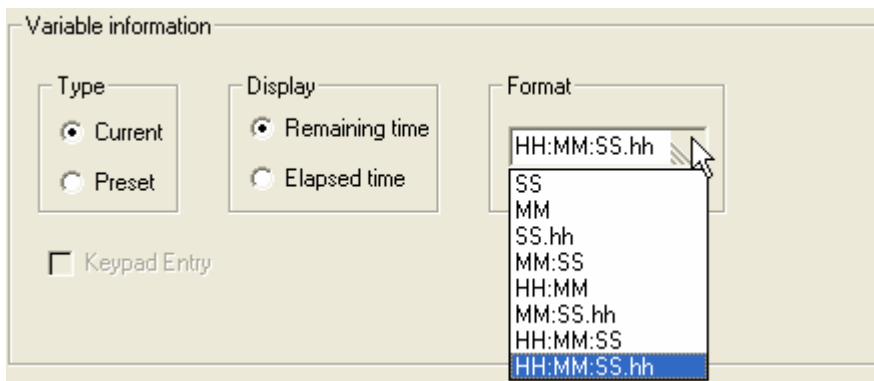 Variable information
Type
Display
Format
Current
Remaining time
HH:MM:SS.hh
Preset
Elapsed time
SS
MM
SS.hh
MM:SS
HH:MM
MM:SS.hh
HH:MM:SS
HH:MM:SS.hh
Keypad Entry